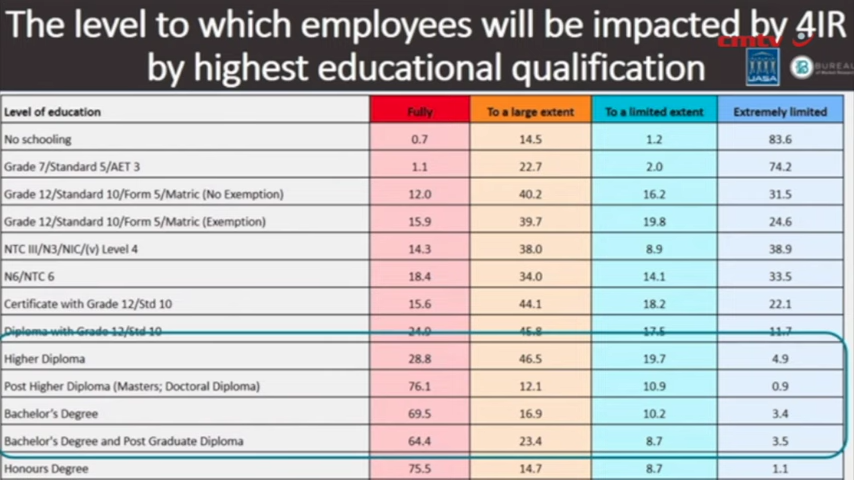 The level to which employees will be impacted by 4IR
by highest educational qualification
cmtv
UASA
BUREAU
of Market Research
Level of education Fully To a large extent To a limited extent Extremely limited
No schooling 0.7 14.5 1.2 83.6
Grade 7/Standard 5/AET 3 1.1 22.7 2.0 74.2
Grade 12/Standard 10/Form 5/Matric (No Exemption) 12.0 40.2 16.2 31.5
Grade 12/Standard 10/Form 5/Matric (Exemption) 15.9 39.7 19.8 24.6
NTC III/N3/NIC/(v) Level 4 14.3 38.0 8.9 38.9
N6/NTC 6 18.4 34.0 14.1 33.5
Certificate with Grade 12/Std 10 15.6 44.1 18.2 22.1
Diploma with Grade 12/Std 10 24.9 45.8 17.5 11.7
Higher Diploma 28.8 46.5 19.7 4.9
Post Higher Diploma (Masters; Doctoral Diploma) 76.1 12.1 10.9 0.9
Bachelor's Degree 69.5 16.9 10.2 3.4
Bachelor's Degree and Post Graduate Diploma 64.4 23.4 8.7 3.5
Honours Degree 75.5 14.7 8.7 1.1